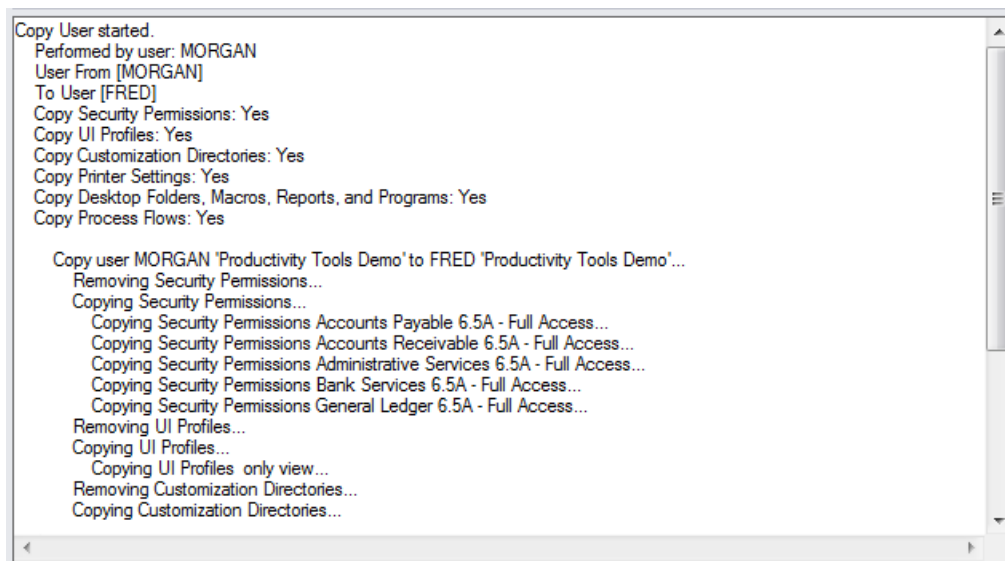 Copy User started.
Performed by user: MORGAN
User From [MORGAN]
To User [FRED]
Copy Security Permissions: Yes
Copy UI Profiles: Yes
Copy Customization Directories: Yes
Copy Printer Settings: Yes
Copy Desktop Folders, Macros, Reports, and Programs: Yes
Copy Process Flows: Yes
Copy user MORGAN 'Productivity Tools Demo' to FRED 'Productivity Tools Demo'...
Removing Security Permissions...
Copying Security Permissions...
Copying Security Permissions Accounts Payable 6.5A - Full Access...
Copying Security Permissions Accounts Receivable 6.5A - Full Access...
Copying Security Permissions Administrative Services 6.5A - Full Access...
Copying Security Permissions Bank Services 6.5A - Full Access...
Copying Security Permissions General Ledger 6.5A - Full Access...
Removing UI Profiles...
Copying UI Profiles...
Copying UI Profiles  only view...
Removing Customization Directories...
Copying Customization Directories...